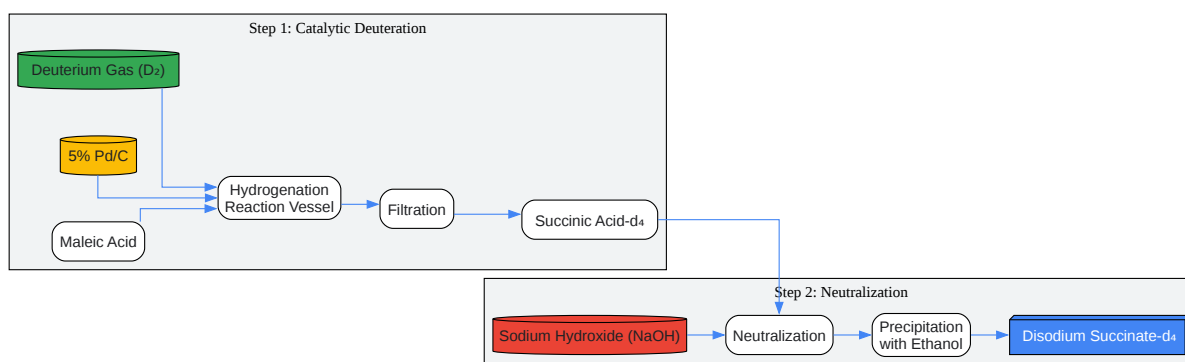 Step 1: Catalytic Deuteration
Deuterium Gas (D₂)
5% Pd/C
Maleic Acid
Hydrogenation
Reaction Vessel
Filtration
Succinic Acid-d₄
Step 2: Neutralization
Sodium Hydroxide (NaOH)
Neutralization
Precipitation
with Ethanol
Disodium Succinate-d₄